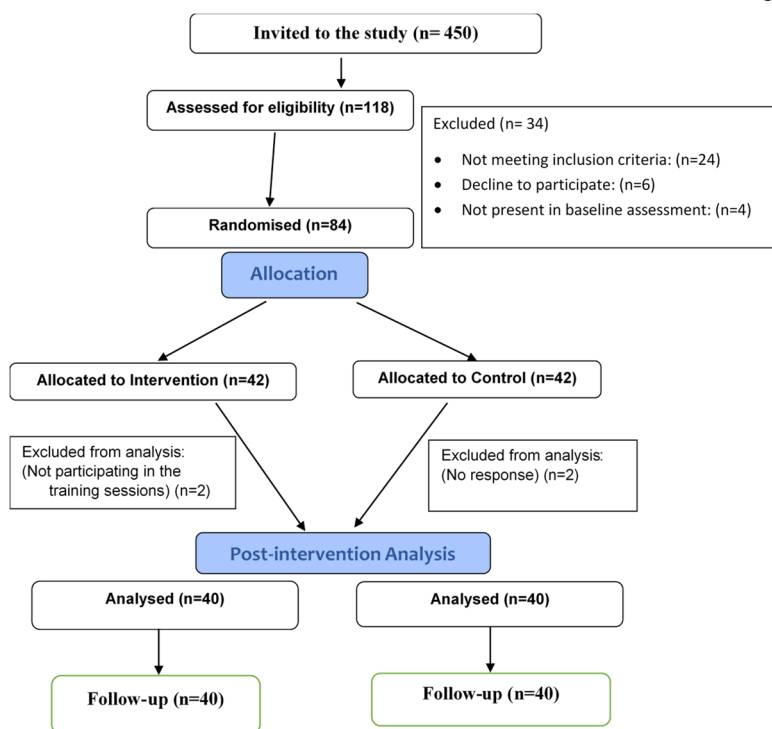 Invited to the study (n= 450)
Assessed for eligibility (n=118)
Excluded (n= 34)
• Not meeting inclusion criteria: (n=24)
• Decline to participate: (n=6)
• Not present in baseline assessment: (n=4)
Randomised (n=84)
Allocation
Allocated to Intervention (n=42)
Allocated to Control (n=42)
Excluded from analysis:
(Not participating in the
training sessions) (n=2)
Excluded from analysis:
(No response) (n=2)
Post-intervention Analysis
Analysed (n=40)
Analysed (n=40)
Follow-up (n=40)
Follow-up (n=40)